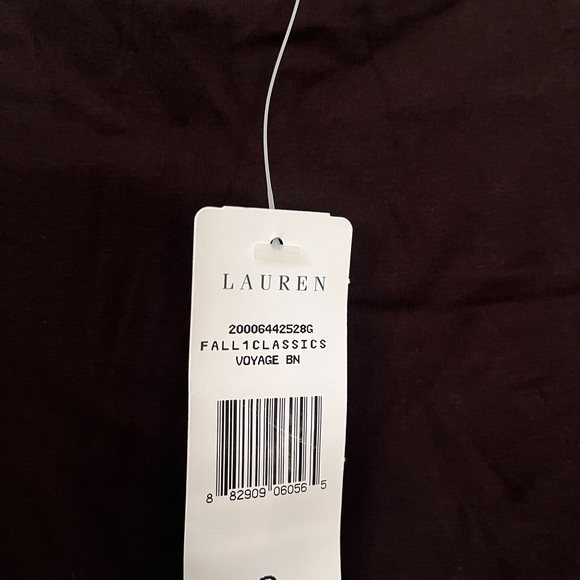 LAUREN
20006442528G
FALL1CLASSICS
VOYAGE BN
8 82909 06056 5